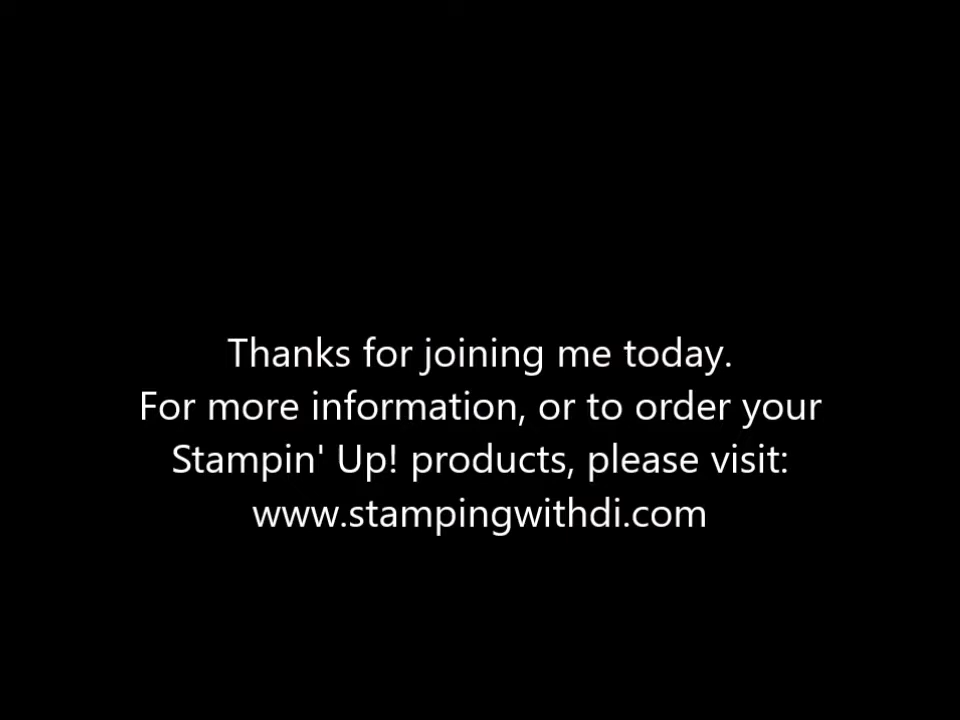 Thanks for joining me today.
For more information, or to order your
Stampin' Up! products, please visit:
www.stampingwithdi.com